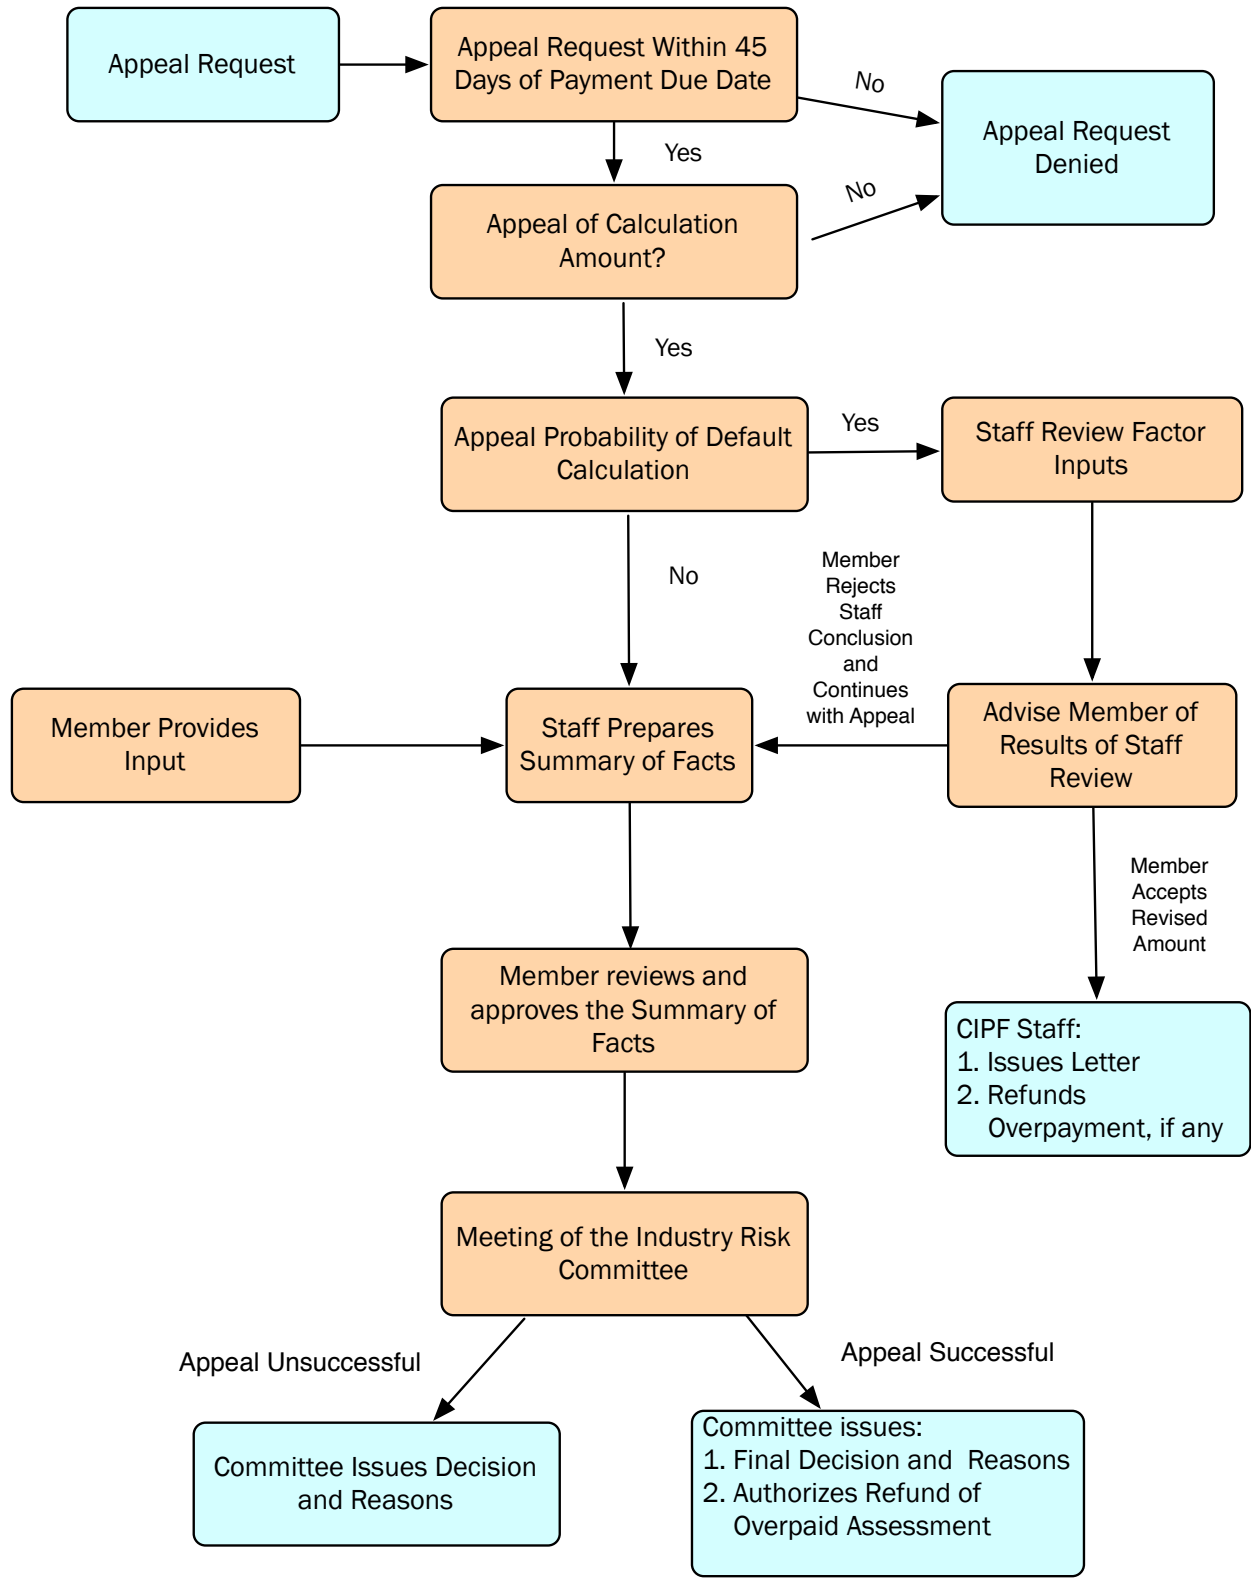 Appeal Request
Appeal Request Within 45
Days of Payment Due Date
No
Appeal Request
Denied
Yes
No
Appeal of Calculation
Amount?
Yes
Appeal Probability of Default
Calculation
Yes
Staff Review Factor
Inputs
No
Member
Rejects
Staff
Conclusion
and
Continues
with Appeal
Member Provides
Input
Staff Prepares
Summary of Facts
Advise Member of
Results of Staff
Review
Member
Accepts
Revised
Amount
Member reviews and
approves the Summary of
Facts
CIPF Staff:
1. Issues Letter
2. Refunds
Overpayment, if any
Meeting of the Industry Risk
Committee
Appeal Unsuccessful
Appeal Successful
Committee Issues Decision
and Reasons
Committee issues:
1. Final Decision and  Reasons
2. Authorizes Refund of
Overpaid Assessment